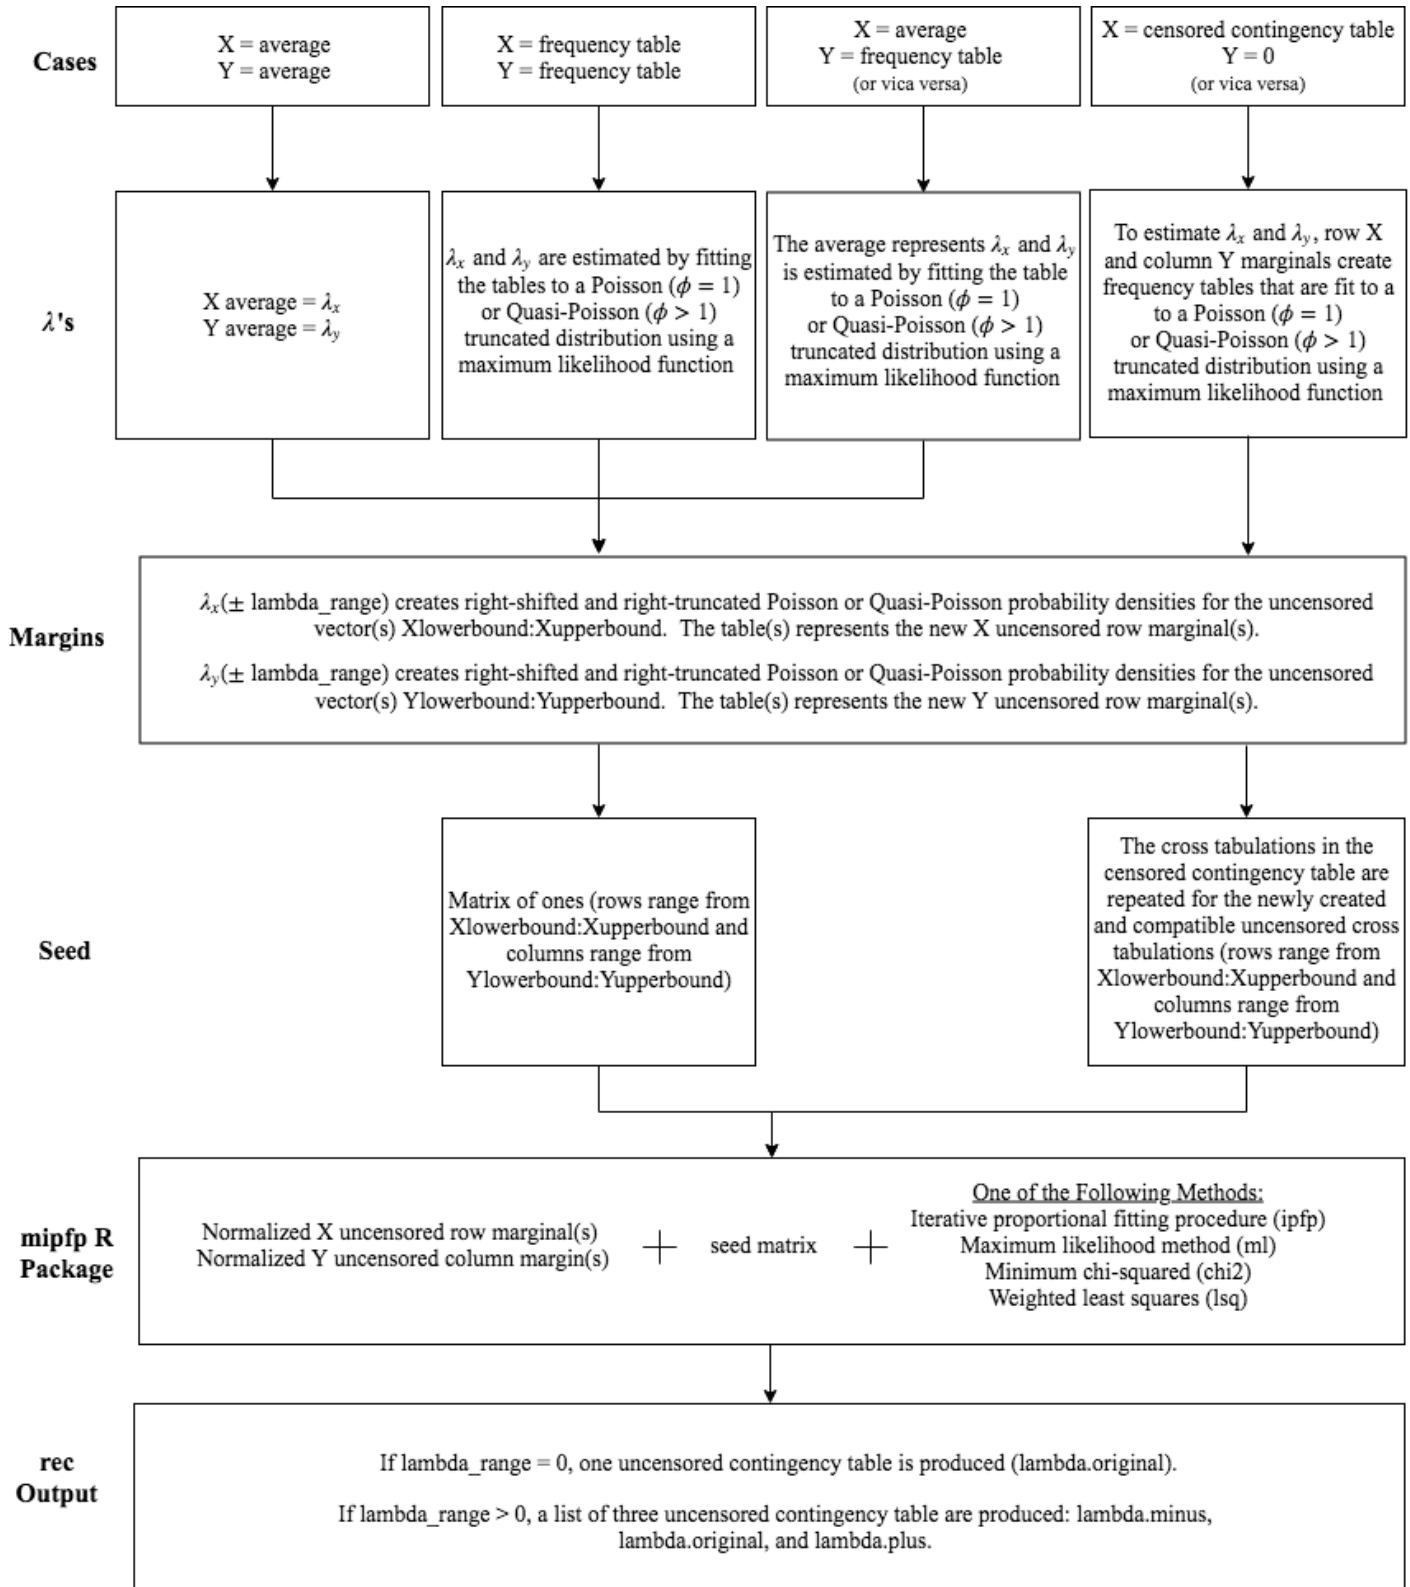 Cases
X = average
Y = average
X = frequency table
Y = frequency table
X = average
Y = frequency table
(or vica versa)
X = censored contingency table
Y = 0
(or vica versa)
λ's
X average = λx
Y average = λy
λx and λy are estimated by fitting
the tables to a Poisson (ϕ = 1)
or Quasi-Poisson (ϕ > 1)
truncated distribution using a
maximum likelihood function
The average represents λx and λy
is estimated by fitting the table
to a Poisson (ϕ = 1)
or Quasi-Poisson (ϕ > 1)
truncated distribution using a
maximum likelihood function
To estimate λx and λy, row X
and column Y marginals create
frequency tables that are fit to a
to a Poisson (ϕ = 1)
or Quasi-Poisson (ϕ > 1)
truncated distribution using a
maximum likelihood function
Margins
λx(± lambda_range) creates right-shifted and right-truncated Poisson or Quasi-Poisson probability densities for the uncensored
vector(s) Xlowerbound:Xupperbound. The table(s) represents the new X uncensored row marginal(s).
λy(± lambda_range) creates right-shifted and right-truncated Poisson or Quasi-Poisson probability densities for the uncensored
vector(s) Ylowerbound:Yupperbound. The table(s) represents the new Y uncensored row marginal(s).
Seed
Matrix of ones (rows range from
Xlowerbound:Xupperbound and
columns range from
Ylowerbound:Yupperbound)
The cross tabulations in the
censored contingency table are
repeated for the newly created
and compatible uncensored cross
tabulations (rows range from
Xlowerbound:Xupperbound and
columns range from
Ylowerbound:Yupperbound)
mipfp R
Package
Normalized X uncensored row marginal(s)
Normalized Y uncensored column margin(s)
+
seed matrix
+
One of the Following Methods:
Iterative proportional fitting procedure (ipfp)
Maximum likelihood method (ml)
Minimum chi-squared (chi2)
Weighted least squares (lsq)
rec
Output
If lambda_range = 0, one uncensored contingency table is produced (lambda.original).
If lambda_range > 0, a list of three uncensored contingency table are produced: lambda.minus,
lambda.original, and lambda.plus.